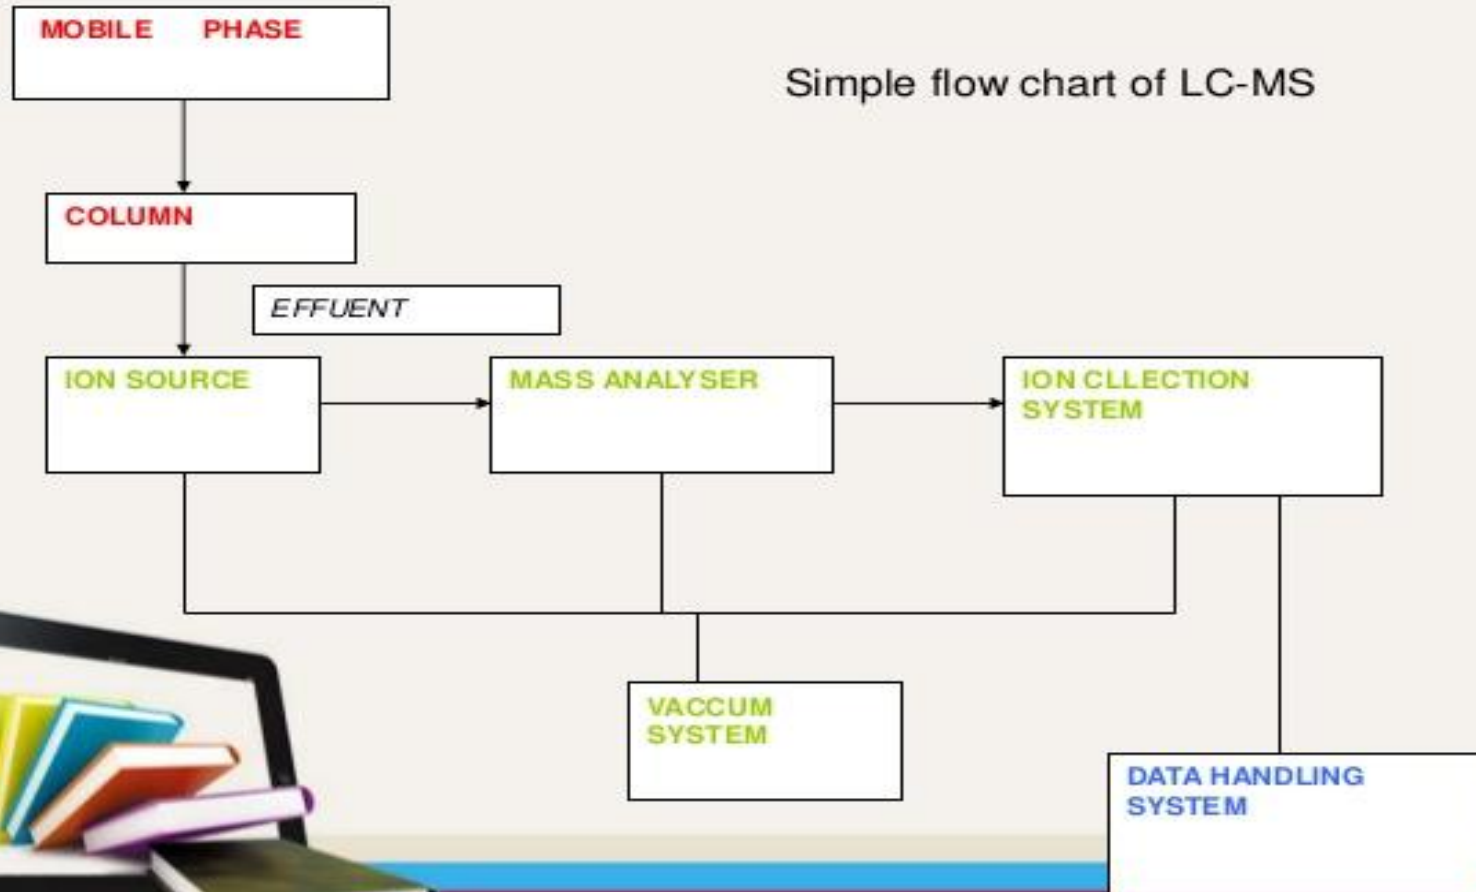 MOBILE PHASE
Simple flow chart of LC-MS
COLUMN
EFFUENT
ION SOURCE
MASS ANALYSER
ION CLLECTION
SYSTEM
VACCUM
SYSTEM
DATA HANDLING
SYSTEM